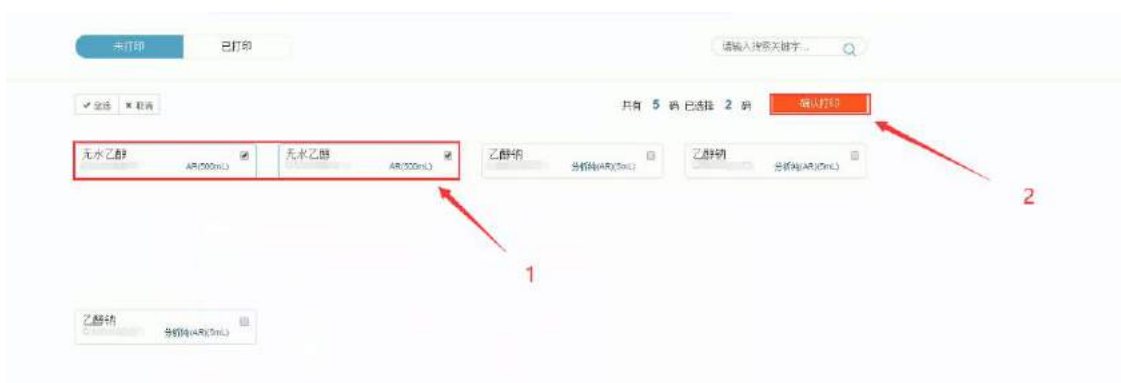 未打印 已打印 请输入搜索关键字...
✔ 全选 ✖ 取消 共有 5 码 已选择 2 码 确认打印
无水乙醇 无水乙醇 乙醇钠 乙醇钠
AR(500mL) AR(500mL) 分析纯(AR)(5mL) 分析纯(AR)(5mL)
2
1
乙醇钠
分析纯(AR)(5mL)